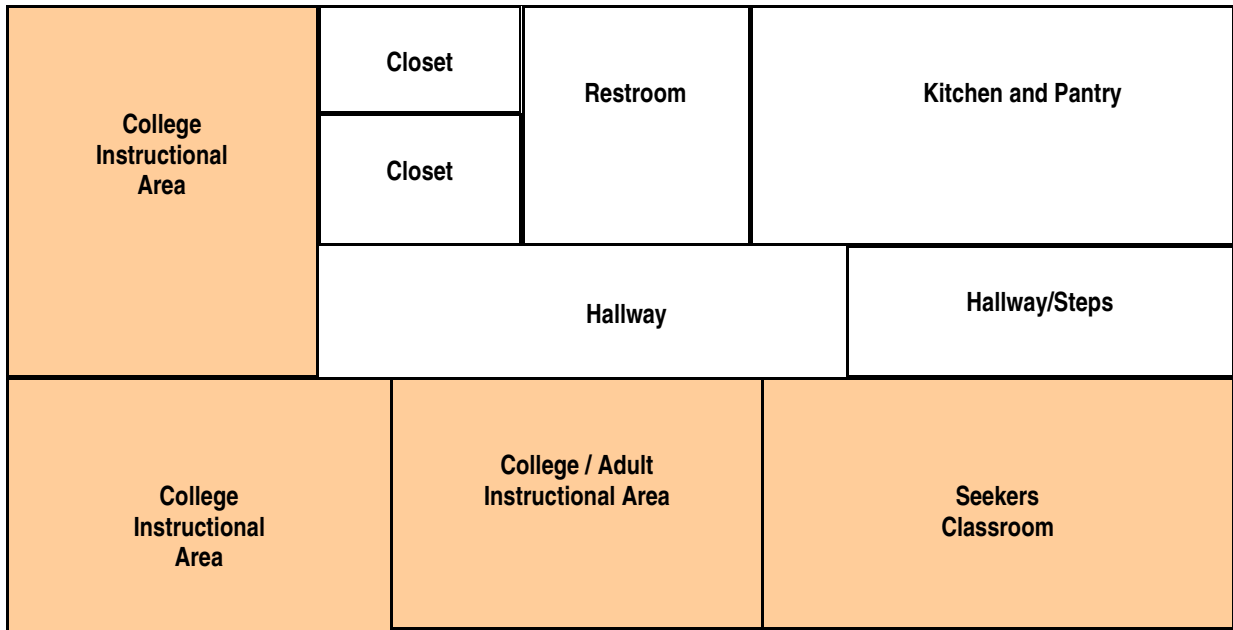 College
Instructional
Area
Closet
Closet
Restroom
Kitchen and Pantry
Hallway
Hallway/Steps
College
Instructional
Area
College / Adult
Instructional Area
Seekers
Classroom